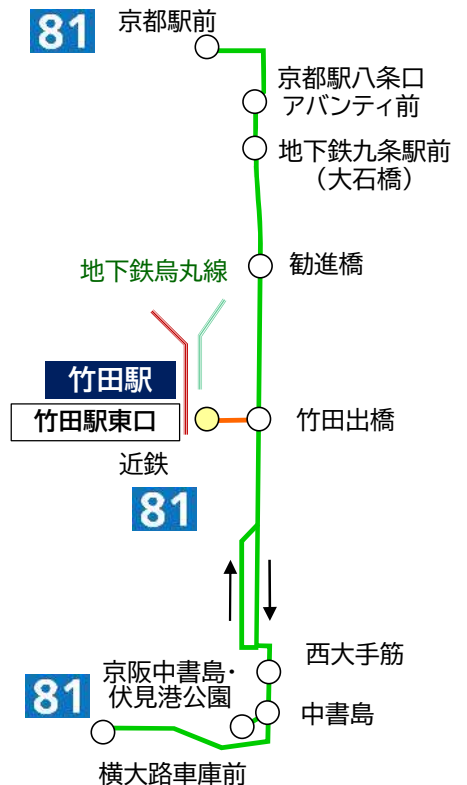 81
京都駅前
京都駅八条口
アバンティ前
地下鉄九条駅前
（大石橋）
勧進橋
地下鉄烏丸線
竹田駅
竹田駅東口
竹田出橋
近鉄
81
西大手筋
京阪中書島・
伏見港公園
81
中書島
横大路車庫前